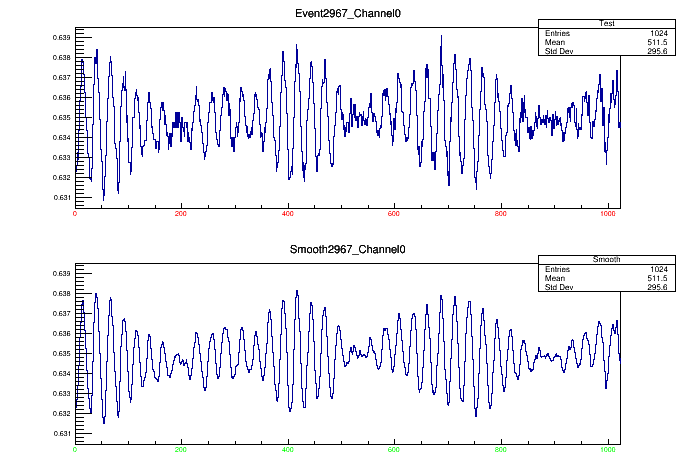 Event2967_Channel0
Test
Entries 1024
Mean 511.5
Std Dev 295.6
0.639
0.638
0.637
0.636
0.635
0.634
0.633
0.632
0.631
0 200 400 600 800 1000
Smooth2967_Channel0
Smooth
Entries 1024
Mean 511.5
Std Dev 295.6
0.639
0.638
0.637
0.636
0.635
0.634
0.633
0.632
0.631
0 200 400 600 800 1000